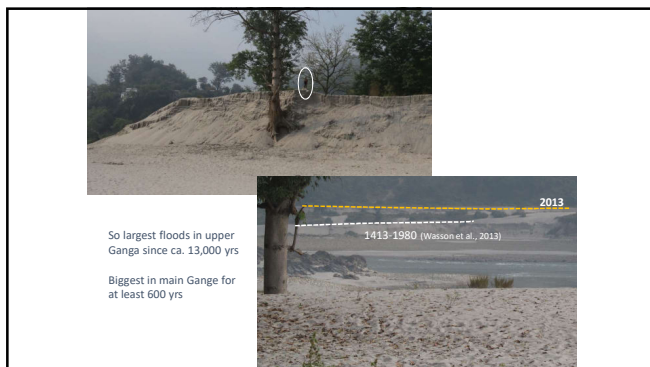 2013
1413-1980 (Wasson et al., 2013)
So largest floods in upper
Ganga since ca. 13,000 yrs
Biggest in main Gange for
at least 600 yrs